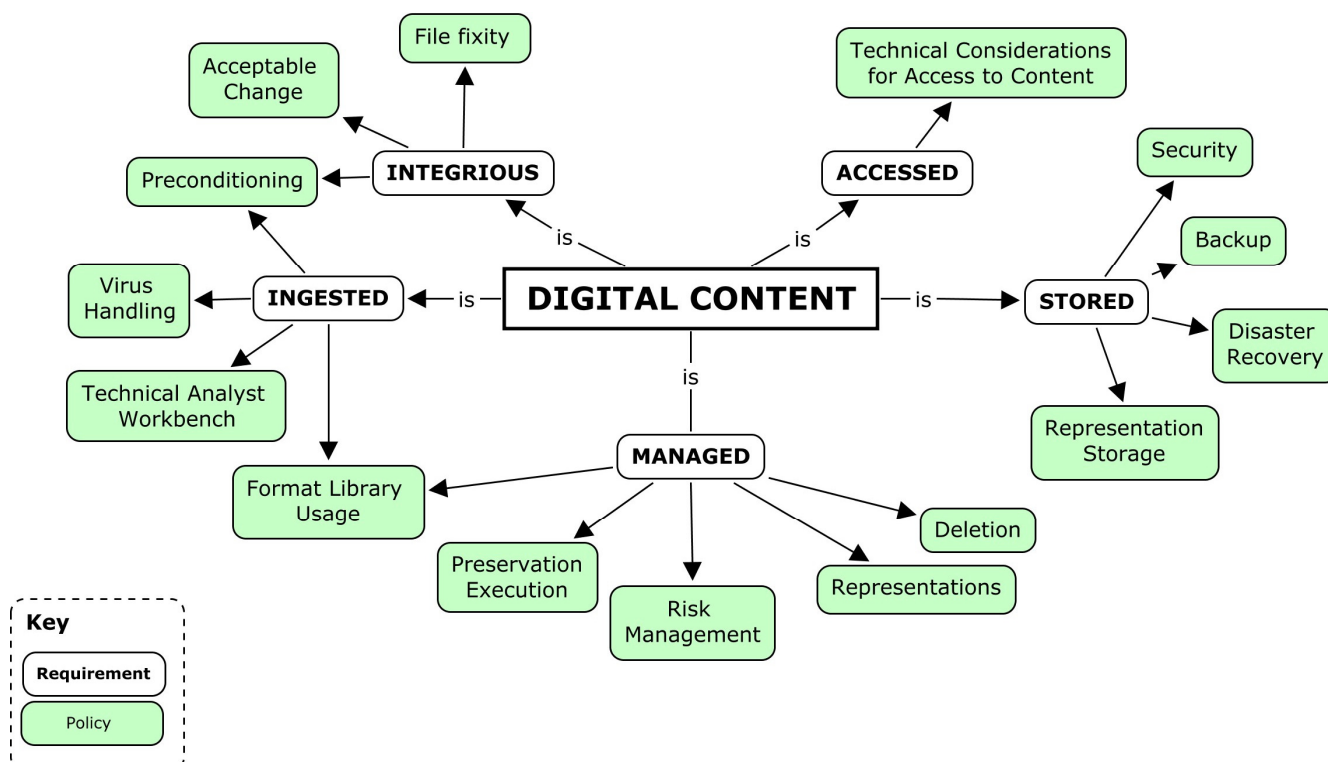 File fixity
Acceptable
Change
Technical Considerations
for Access to Content
Preconditioning
INTEGRIOUS
ACCESSED
Security
is
is
Backup
Virus
Handling
INGESTED
is
DIGITAL CONTENT
is
STORED
Disaster
Recovery
is
Technical Analyst
Workbench
Representation
Storage
MANAGED
Format Library
Usage
Deletion
Preservation
Execution
Representations
Risk
Management
Key
Requirement
Policy